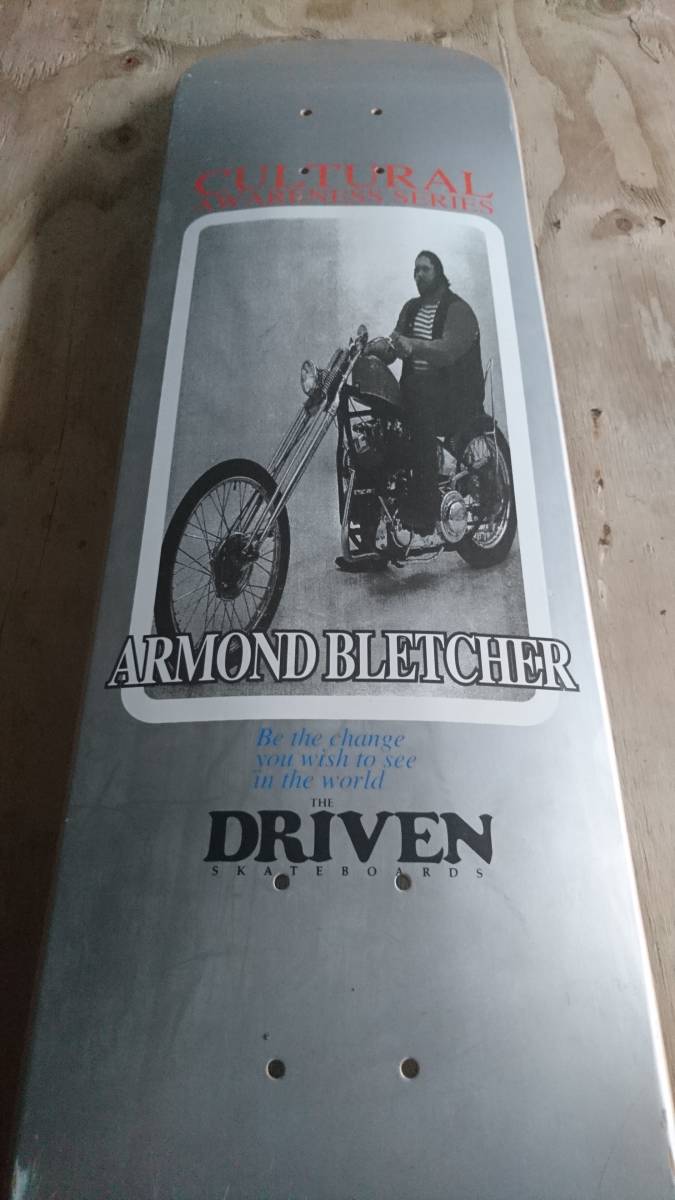 CULTURAL
AWARENESS SERIES
ARMOND BLETCHER
Be the change
you wish to see
in the world
THE
DRIVEN
SKATEBOARDS